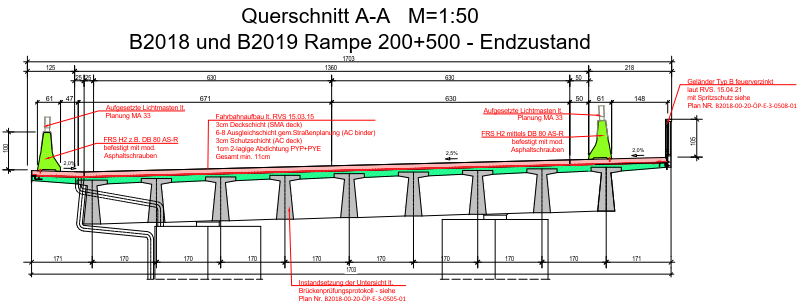 Querschnitt A-A M=1:50
B2018 und B2019 Rampe 200+500 - Endzustand
1703
125 1360 218
25 25 630 630 50
61 47 671 630 50 61 148
Geländer Typ B feuerverzinkt
laut RVS. 15.04.21
mit Spritzschutz siehe
Plan NR. B2018-00-20-ÖP-E-3-0508-01
Aufgesetzte Lichtmasten lt.
Planung MA 33
FRS H2 z.B. DB 80 AS-R
befestigt mit mod.
Asphaltschrauben
Fahrbahnaufbau lt. RVS 15.03.15
3cm Deckschicht (SMA deck)
6-8 Ausgleichschicht gem.Straßenplanung (AC binder)
3cm Schutzschicht (AC deck)
1cm 2-lagige Abdichtung PYP+PYE
Gesamt min. 11cm
Aufgesetzte Lichtmasten lt.
Planung MA 33
FRS H2 mittels DB 80 AS-R
befestigt mit mod.
Asphaltschrauben
100
105
2,0% 2,5% 2,0%
171 170 170 170 170 170 170 170 171
1703
Instandsetzung der Untersicht lt.
Brückenprüfungsprotokoll - siehe
Plan Nr. B2018-00-20-ÖP-E-3-0505-01